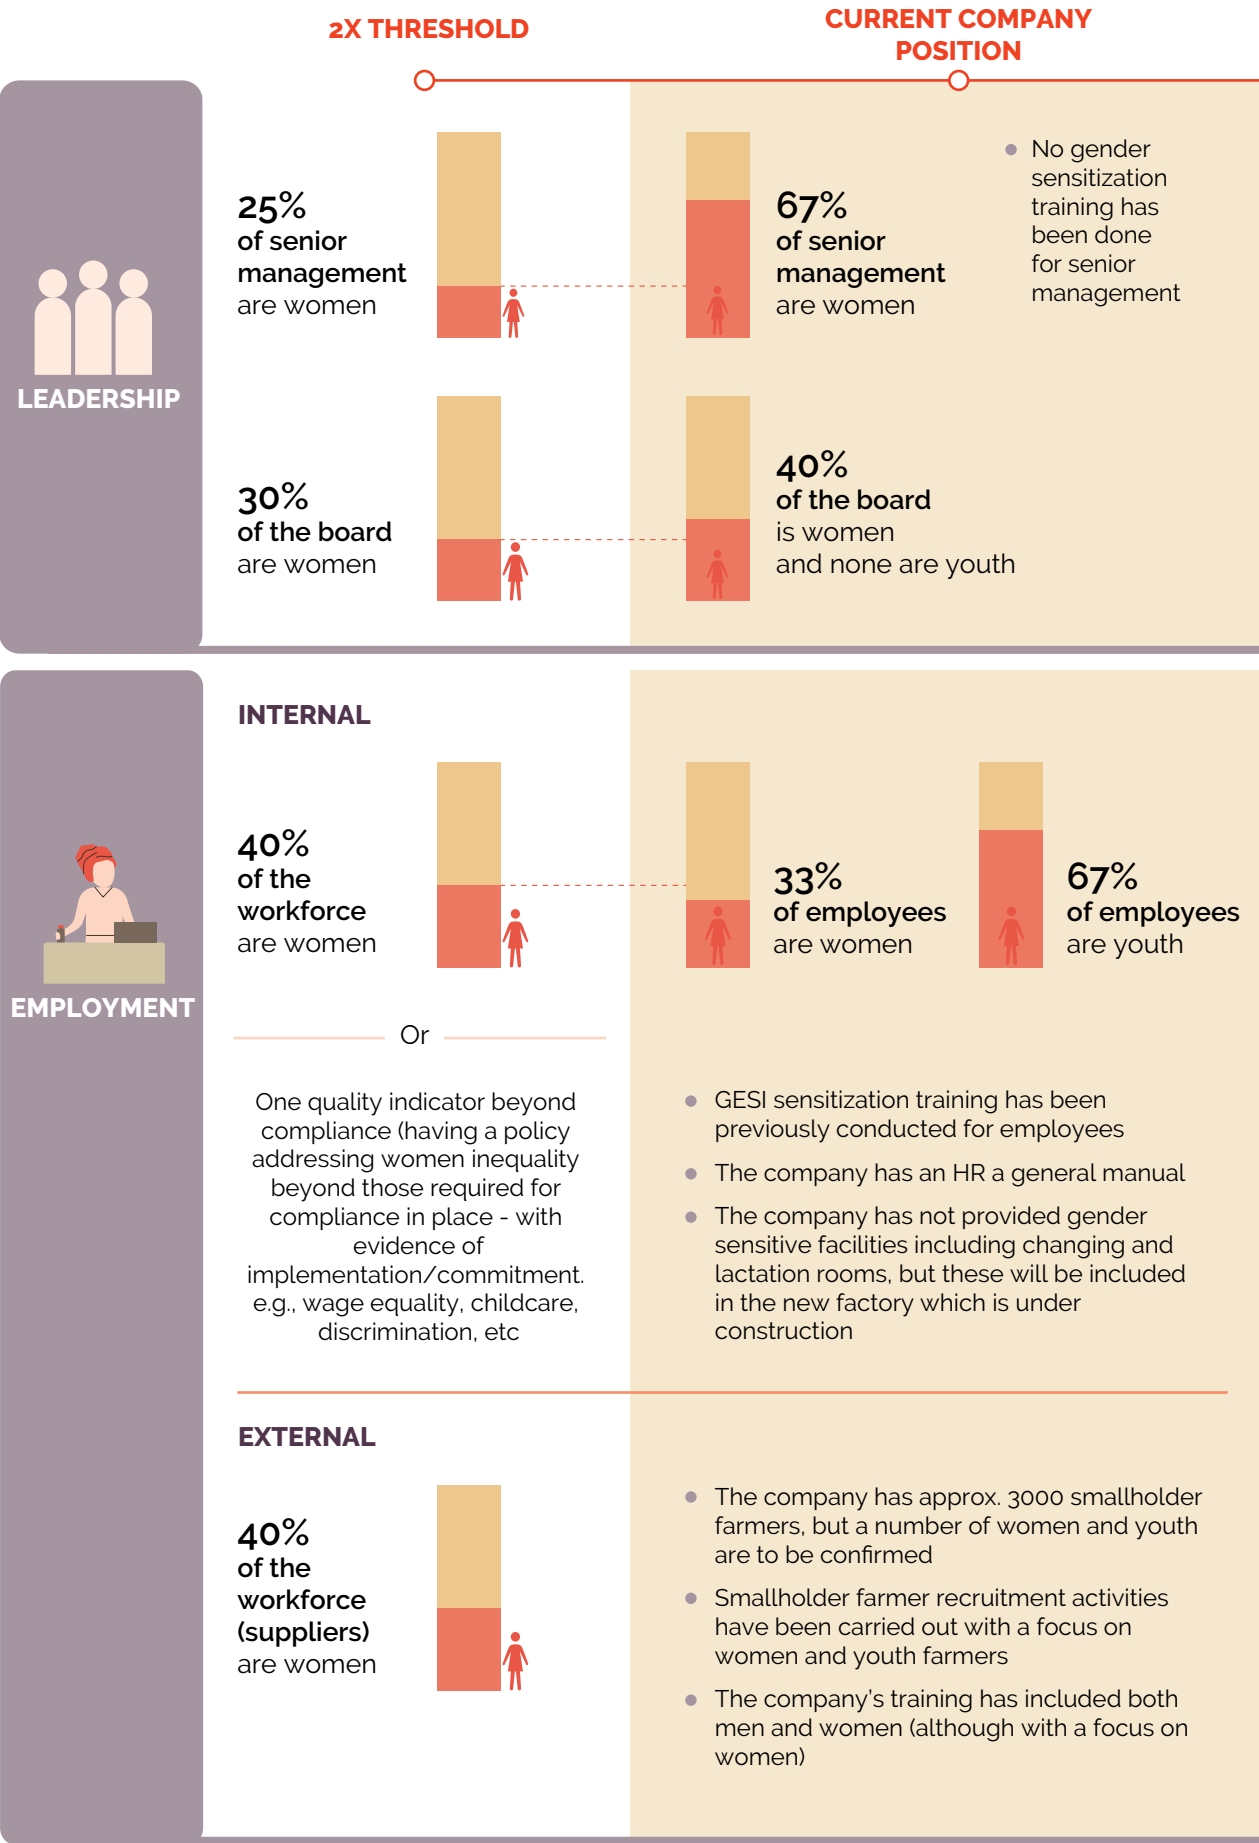 2X THRESHOLD
CURRENT COMPANY
POSITION
LEADERSHIP
25%
of senior
management
are women
67%
of senior
management
are women
No gender
sensitization
training has
been done
for senior
management
30%
of the board
are women
40%
of the board
is women
and none are youth
EMPLOYMENT
INTERNAL
40%
of the
workforce
are women
33%
of employees
are women
67%
of employees
are youth
Or
One quality indicator beyond
compliance (having a policy
addressing women inequality
beyond those required for
compliance in place - with
evidence of
implementation/commitment.
e.g., wage equality, childcare,
discrimination, etc
GESI sensitization training has been
previously conducted for employees
The company has an HR a general manual
The company has not provided gender
sensitive facilities including changing and
lactation rooms, but these will be included
in the new factory which is under
construction
EXTERNAL
40%
of the
workforce
(suppliers)
are women
The company has approx. 3000 smallholder
farmers, but a number of women and youth
are to be confirmed
Smallholder farmer recruitment activities
have been carried out with a focus on
women and youth farmers
The company's training has included both
men and women (although with a focus on
women)